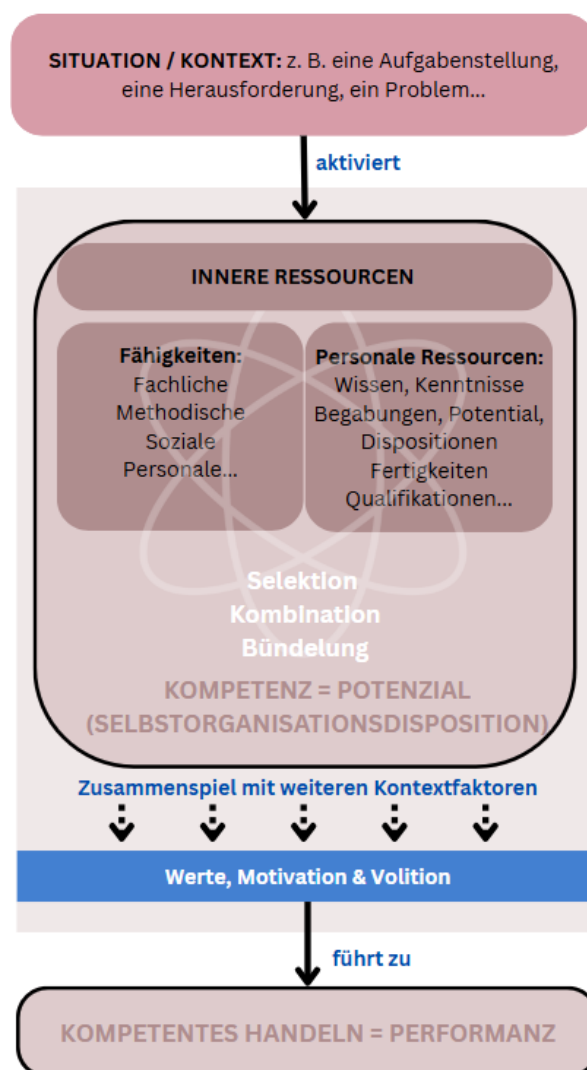 SITUATION / KONTEXT: z. B. eine Aufgabenstellung,
eine Herausforderung, ein Problem...
aktiviert
INNERE RESSOURCEN
Fähigkeiten:
Fachliche
Methodische
Soziale
Personale...
Personale Ressourcen:
Wissen, Kenntnisse
Begabungen, Potential,
Dispositionen
Fertigkeiten
Qualifikationen...
Selektion
Kombination
Bündelung
KOMPETENZ = POTENZIAL
(SELBSTORGANISATIONSDISPOSITION)
Zusammenspiel mit weiteren Kontextfaktoren
Werte, Motivation & Volition
führt zu
KOMPETENTES HANDELN = PERFORMANZ